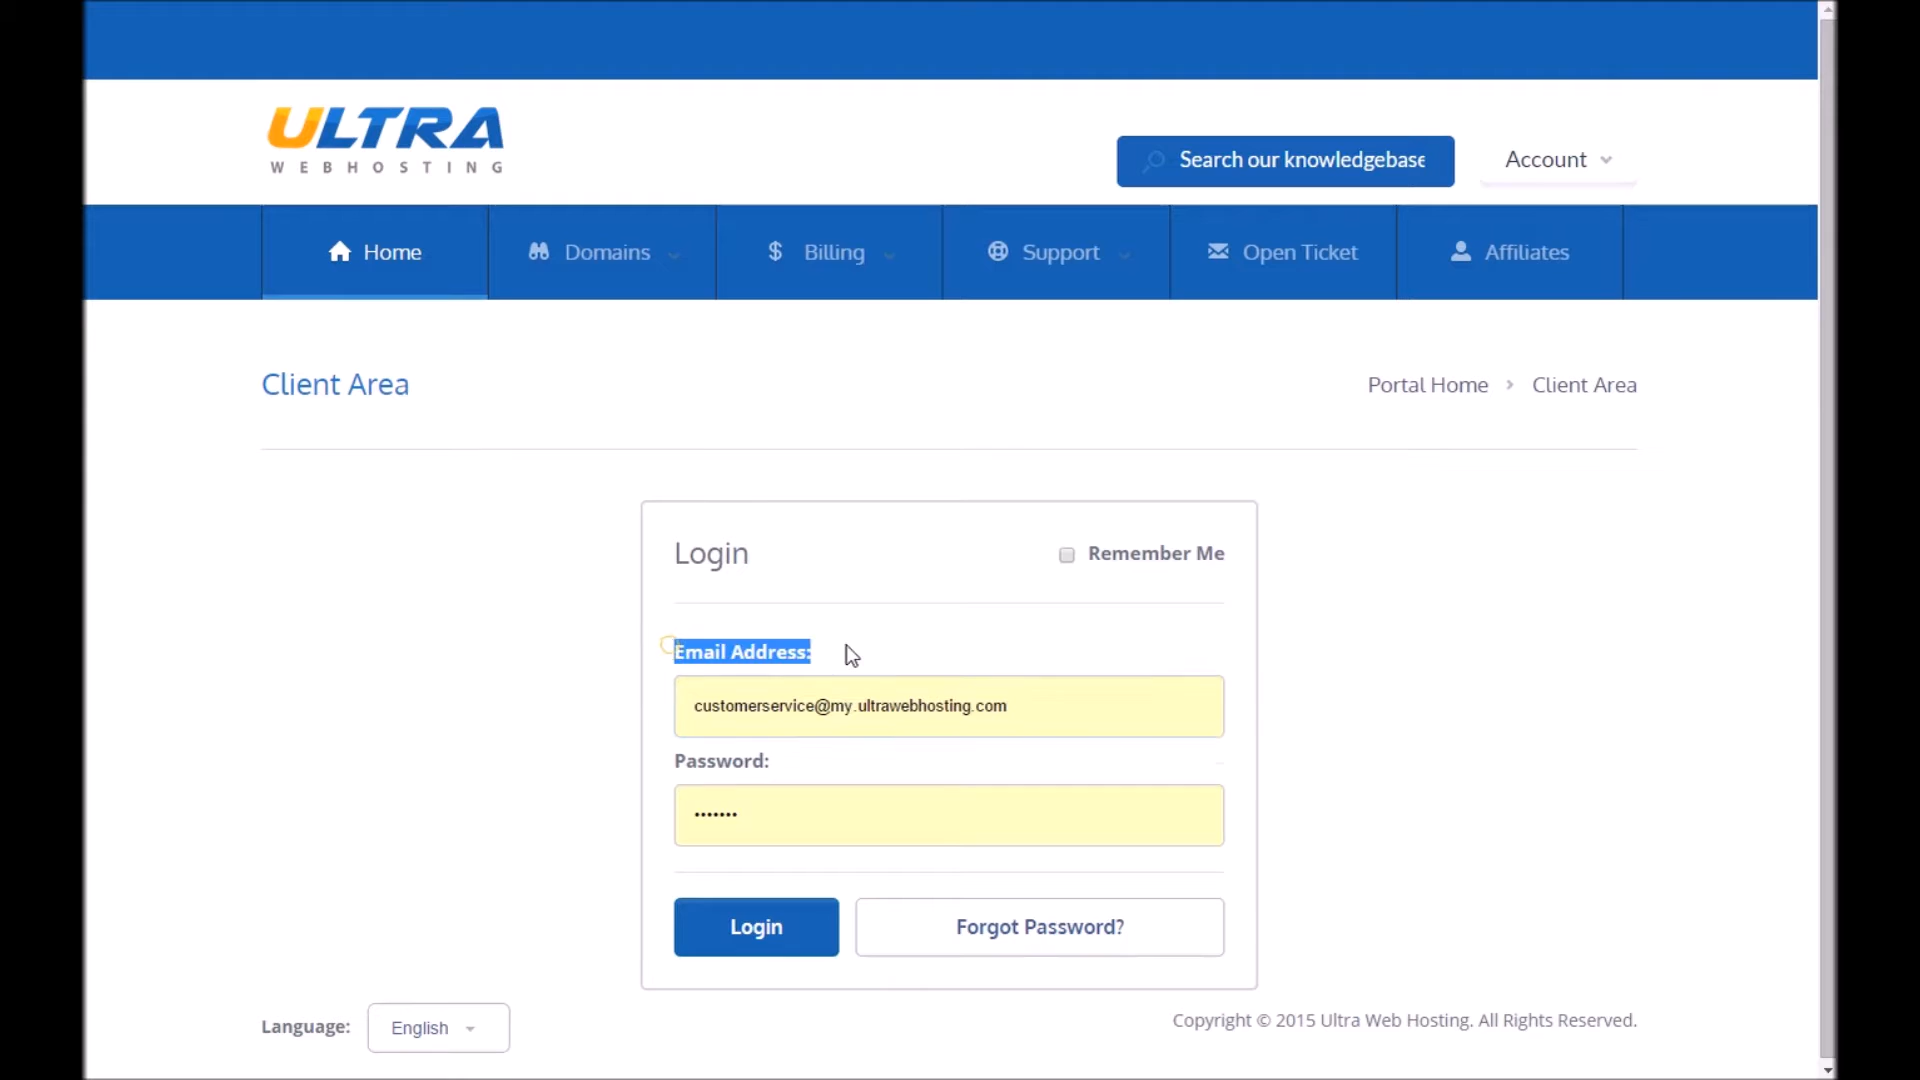 ULTRA
WEBHOSTING
Search our knowledgebase
Account
Home
Domains
Billing
Support
Open Ticket
Affiliates
Client Area
Portal Home > Client Area
Login
Remember Me
Email Address:
customerservice@my.ultrawebhosting.com
Password:
•••••••
Login
Forgot Password?
Language:
English
Copyright © 2015 Ultra Web Hosting. All Rights Reserved.